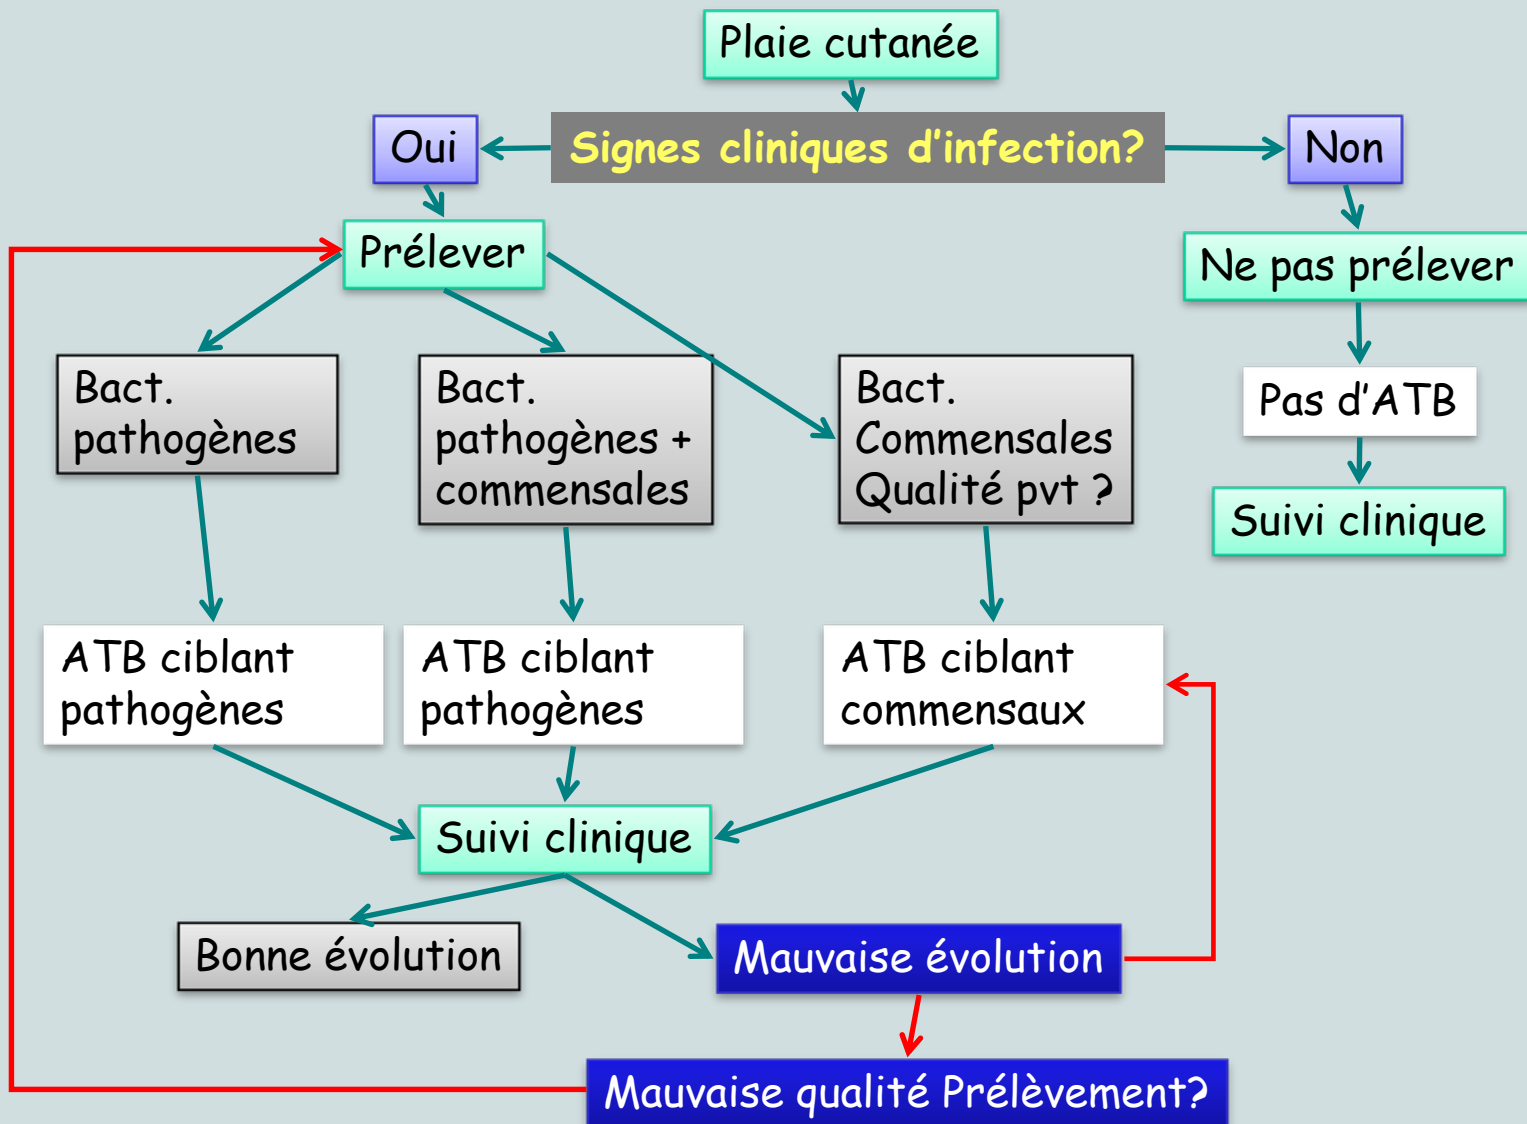 Plaie cutanée
Oui
Signes cliniques d'infection?
Non
Prélever
Ne pas prélever
Bact.
pathogènes
Bact.
pathogènes +
commensales
Bact.
Commensales
Qualité pvt ?
Pas d'ATB
Suivi clinique
ATB ciblant
pathogènes
ATB ciblant
pathogènes
ATB ciblant
commensaux
Suivi clinique
Bonne évolution
Mauvaise évolution
Mauvaise qualité Prélèvement?